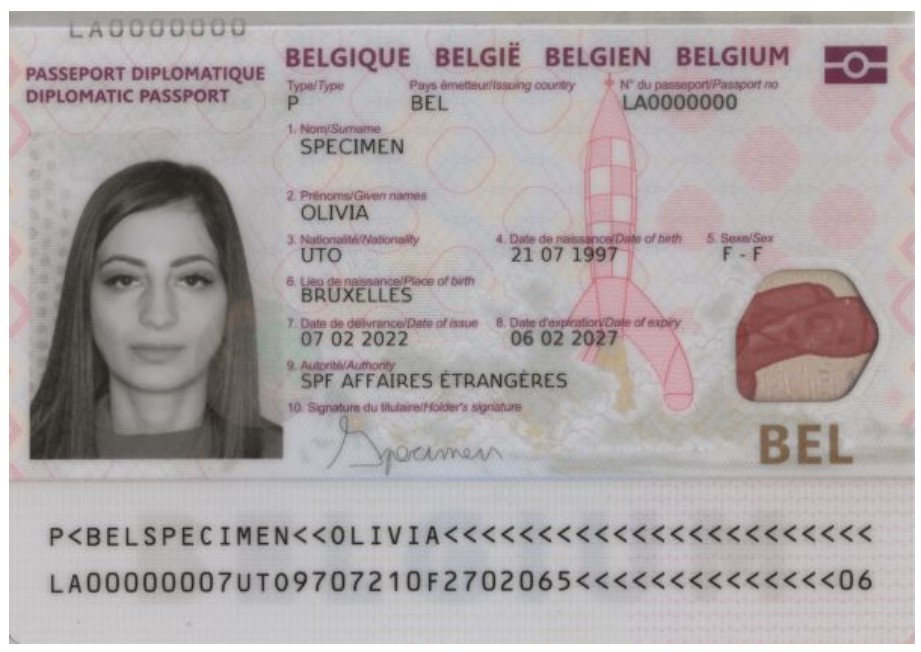 LA0000000
PASSEPORT DIPLOMATIQUE
DIPLOMATIC PASSPORT
BELGIQUE BELGIË BELGIEN BELGIUM
Type/Type Pays émetteur/Issuing country N° du passeport/Passport no
P BEL LA0000000
1. Nom/Surname
SPECIMEN
2. Prénoms/Given names
OLIVIA
3. Nationalité/Nationality 4. Date de naissance/Date of birth 5. Sexe/Sex
UTO 21 07 1997 F - F
6. Lieu de naissance/Place of birth
BRUXELLES
7. Date de délivrance/Date of issue 8. Date d'expiration/Date of expiry
07 02 2022 06 02 2027
9. Autorité/Authority
SPF AFFAIRES ÉTRANGÈRES
10. Signature du titulaire/Holder's signature
Specimen
BEL
P<BELSPECIMEN<<OLIVIA<<<<<<<<<<<<<<<<<<<<<<<
LA00000007UTO9707210F2702065<<<<<<<<<<<<<<06